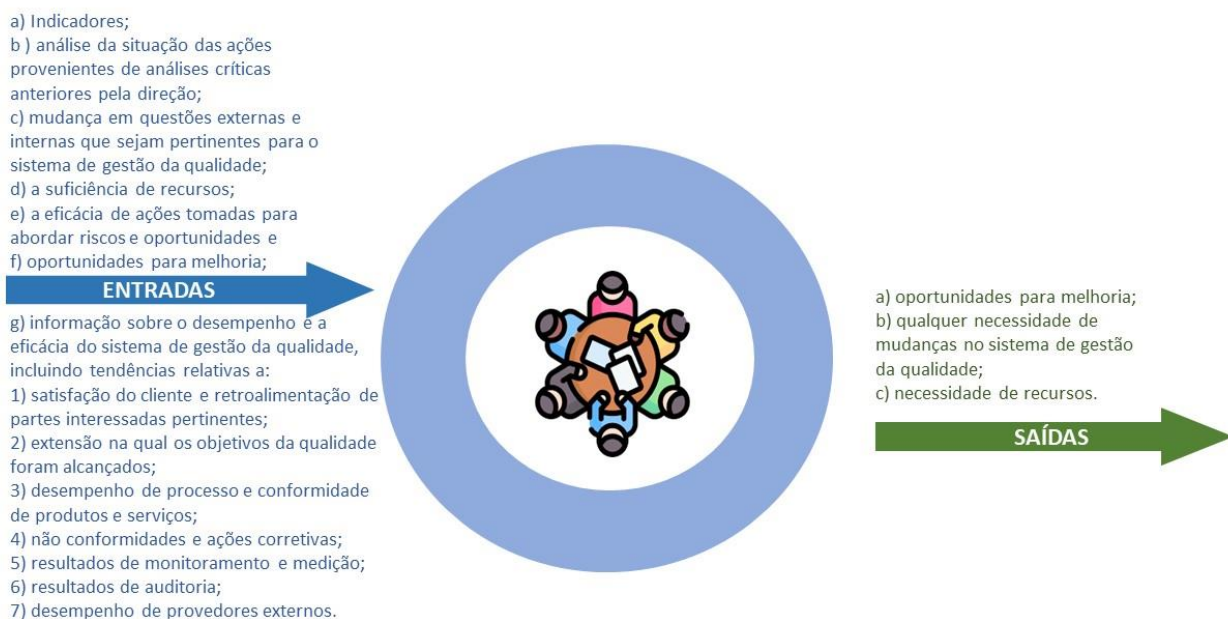 a) Indicadores;
b ) análise da situação das ações
provenientes de análises críticas
anteriores pela direção;
c) mudança em questões externas e
internas que sejam pertinentes para o
sistema de gestão da qualidade;
d) a suficiência de recursos;
e) a eficácia de ações tomadas para
abordar riscos e oportunidades e
f) oportunidades para melhoria;
ENTRADAS
g) informação sobre o desempenho e a
eficácia do sistema de gestão da qualidade,
incluindo tendências relativas a:
1) satisfação do cliente e retroalimentação de
partes interessadas pertinentes;
2) extensão na qual os objetivos da qualidade
foram alcançados;
3) desempenho de processo e conformidade
de produtos e serviços;
4) não conformidades e ações corretivas;
5) resultados de monitoramento e medição;
6) resultados de auditoria;
7) desempenho de provedores externos.
a) oportunidades para melhoria;
b) qualquer necessidade de
mudanças no sistema de gestão
da qualidade;
c) necessidade de recursos.
SAÍDAS